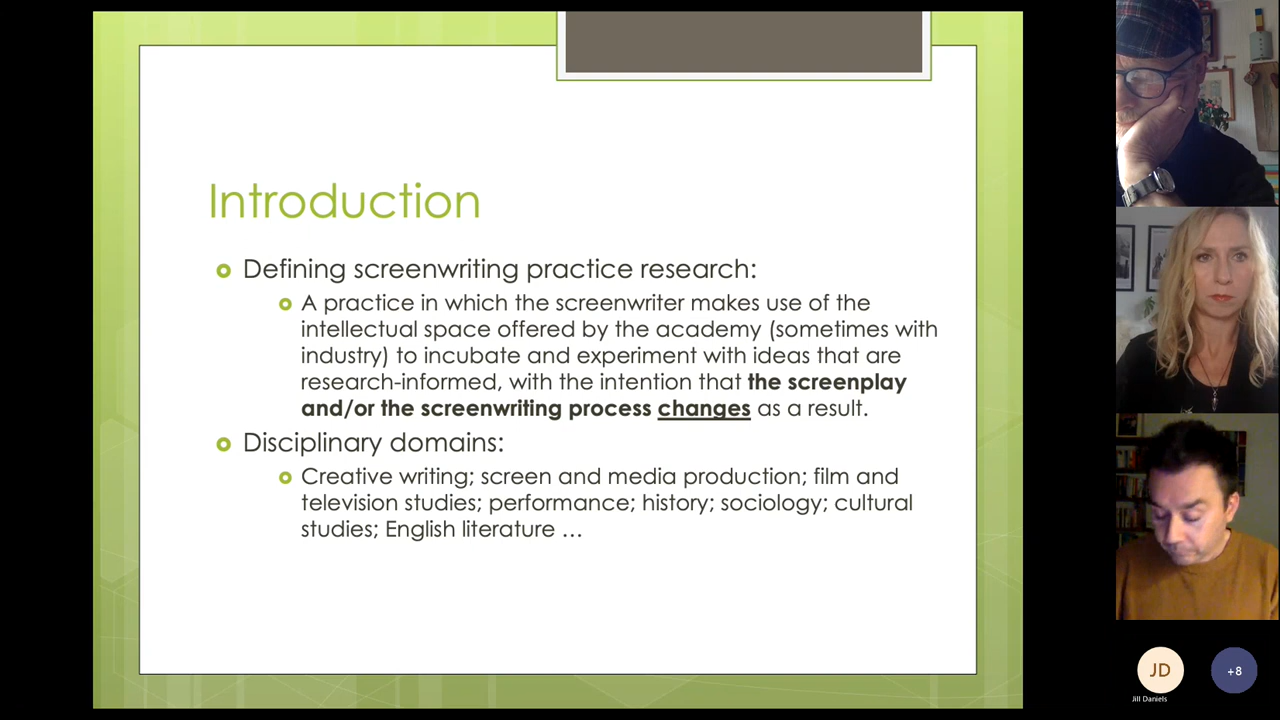 Introduction
Defining screenwriting practice research:
A practice in which the screenwriter makes use of the
intellectual space offered by the academy (sometimes with
industry) to incubate and experiment with ideas that are
research-informed, with the intention that the screenplay
and/or the screenwriting process changes as a result.
Disciplinary domains:
Creative writing; screen and media production; film and
television studies; performance; history; sociology; cultural
studies; English literature …
JD
+8
Jill Daniels